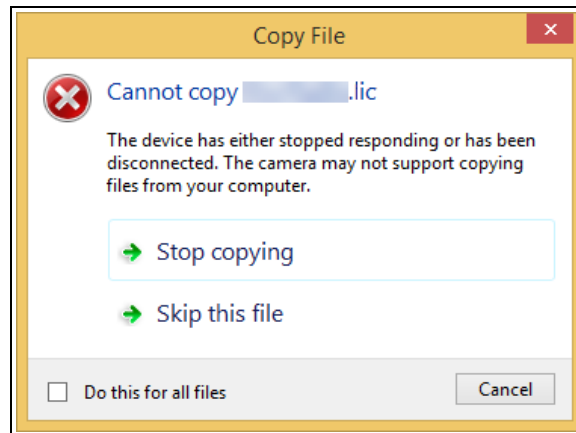 Copy File
Cannot copy .lic
The device has either stopped responding or has been
disconnected. The camera may not support copying
files from your computer.
Stop copying
Skip this file
Do this for all files
Cancel